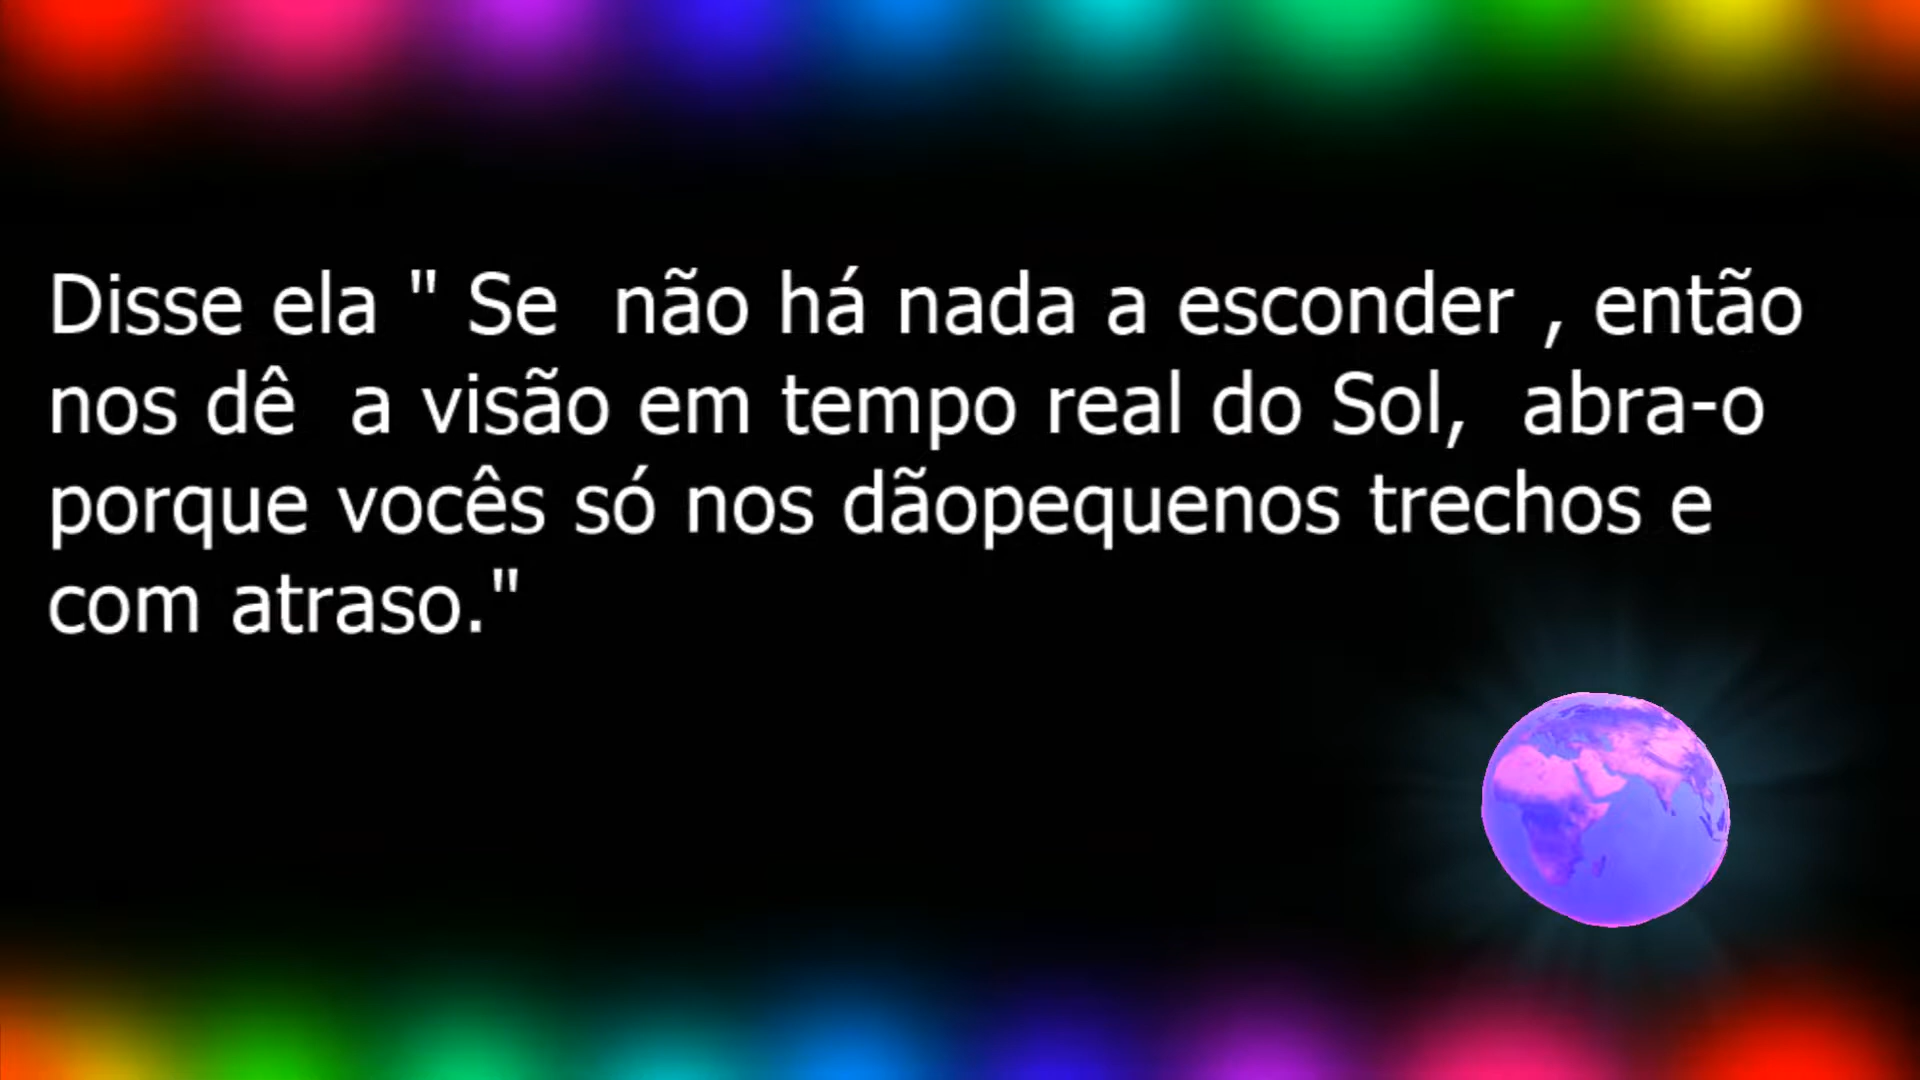 Disse ela " Se  não há nada a esconder , então
nos dê  a visão em tempo real do Sol,  abra-o
porque vocês só nos dãopequenos trechos e
com atraso."